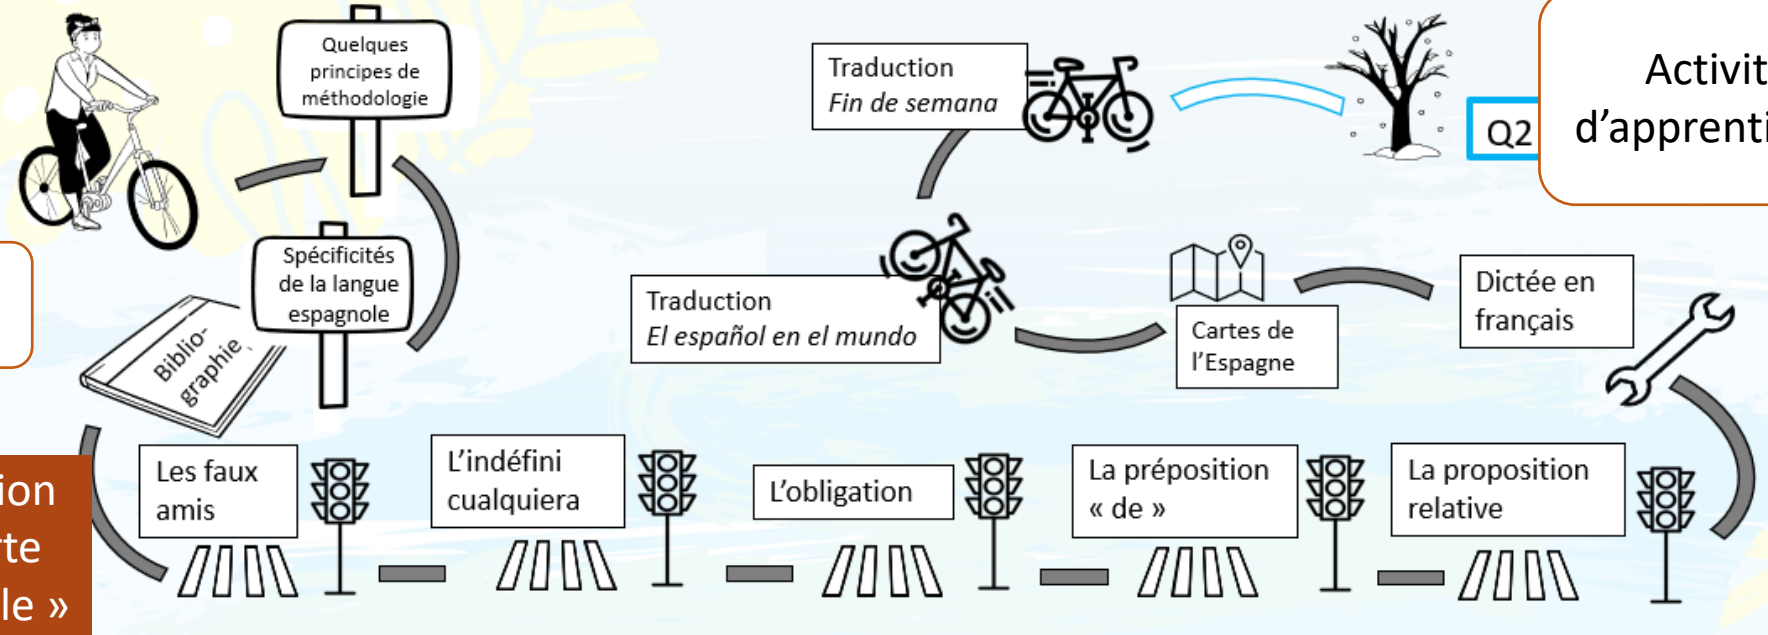 Quelques
principes de
méthodologie
Spécificités
de la langue
espagnole
Biblio-
graphie
Les faux
amis
L'indéfini
cualquiera
L'obligation
La préposition
« de »
La proposition
relative
Dictée en
français
Cartes de
l'Espagne
Traduction
El español en el mundo
Traduction
Fin de semana
Q2
Activit
d'apprenti
ion
rte
le »